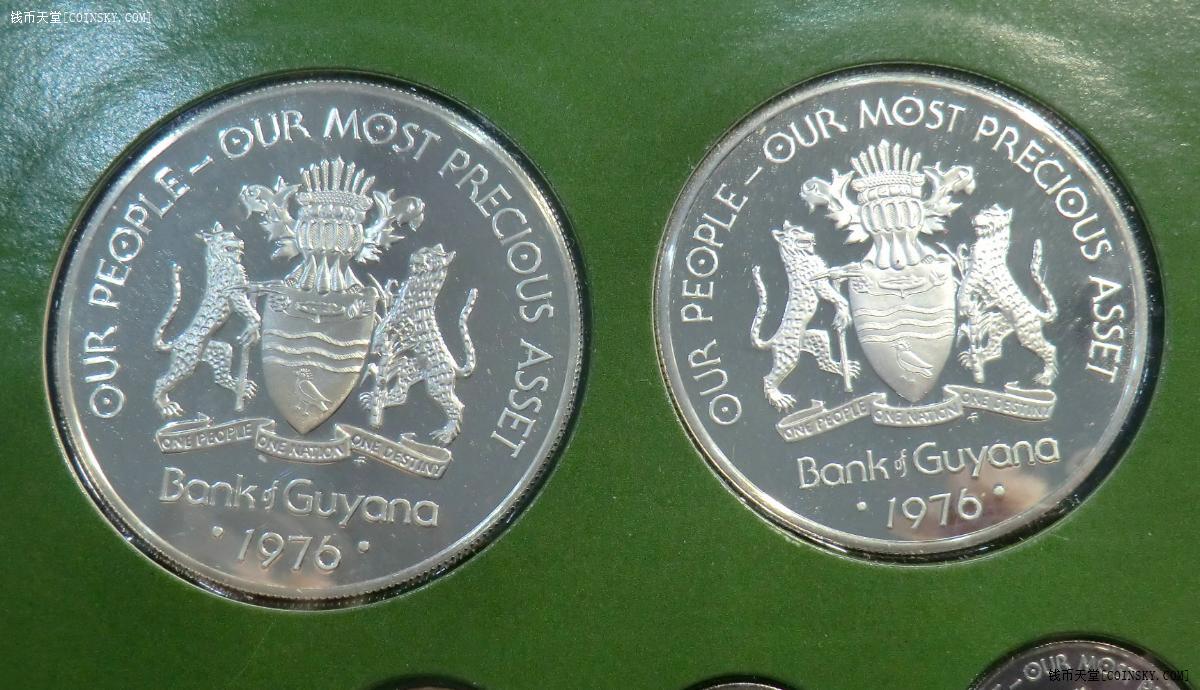 钱币天堂[COINSKY.COM]
OUR PEOPLE – OUR MOST PRECIOUS ASSET
ONE PEOPLE ONE NATION ONE DESTINY
Bank of Guyana
• 1976 •
OUR PEOPLE – OUR MOST PRECIOUS ASSET
ONE PEOPLE ONE NATION ONE DESTINY
Bank of Guyana
• 1976 •
– OUR MOST
钱币天堂[COINSKY.COM]